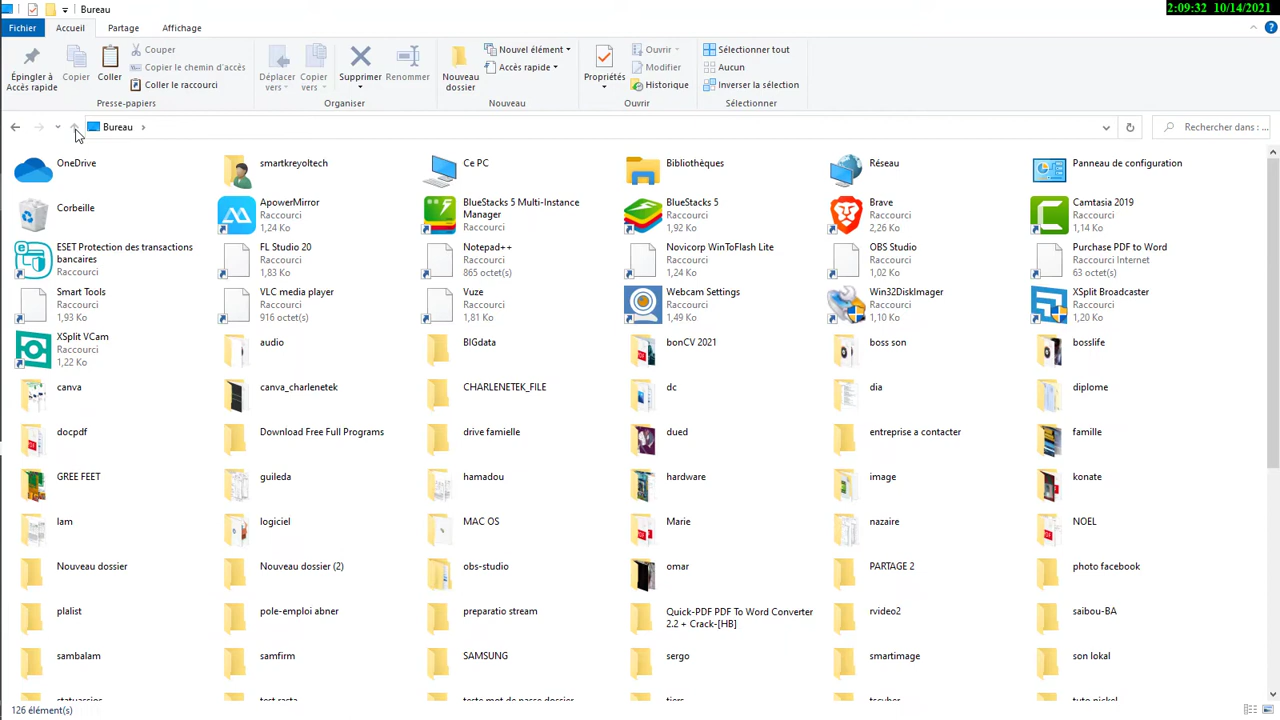 Bureau
2:09:32 10/14/2021
Fichier Accueil Partage Affichage
Épingler à Accès rapide
Copier
Coller
Couper
Copier le chemin d'accès
Coller le raccourci
Presse-papiers
Déplacer vers
Copier vers
Supprimer
Renommer
Organiser
Nouveau dossier
Nouvel élément
Accès rapide
Nouveau
Propriétés
Ouvrir
Modifier
Historique
Ouvrir
Sélectionner tout
Aucun
Inverser la sélection
Sélectionner
Bureau
Rechercher dans : ...
OneDrive
smartkreyoltech
Ce PC
Bibliothèques
Réseau
Panneau de configuration
Corbeille
ApowerMirror
Raccourci
1,24 Ko
BlueStacks 5 Multi-Instance
Manager
Raccourci
BlueStacks 5
Raccourci
1,92 Ko
Brave
Raccourci
2,26 Ko
Camtasia 2019
Raccourci
1,14 Ko
ESET Protection des transactions
bancaires
Raccourci
FL Studio 20
Raccourci
1,83 Ko
Notepad++
Raccourci
865 octet(s)
Novicorp WinToFlash Lite
Raccourci
1,24 Ko
OBS Studio
Raccourci
1,02 Ko
Purchase PDF to Word
Raccourci Internet
63 octet(s)
Smart Tools
Raccourci
1,93 Ko
VLC media player
Raccourci
916 octet(s)
Vuze
Raccourci
1,81 Ko
Webcam Settings
Raccourci
1,49 Ko
Win32DiskImager
Raccourci
1,10 Ko
XSplit Broadcaster
Raccourci
1,20 Ko
XSplit VCam
Raccourci
1,22 Ko
audio
BIGdata
bonCV 2021
boss son
bosslife
canva
canva_charlenetek
CHARLENETEK_FILE
dc
dia
diplome
docpdf
Download Free Full Programs
drive famielle
dued
entreprise a contacter
famille
GREE FEET
guileda
hamadou
hardware
image
konate
lam
logiciel
MAC OS
Marie
nazaire
NOEL
Nouveau dossier
Nouveau dossier (2)
obs-studio
omar
PARTAGE 2
photo facebook
plalist
pole-emploi abner
preparatio stream
Quick-PDF PDF To Word Converter
2.2 + Crack-[HB]
rvideo2
saibou-BA
sambalam
samfirm
SAMSUNG
sergo
smartimage
son lokal
126 élément(s)